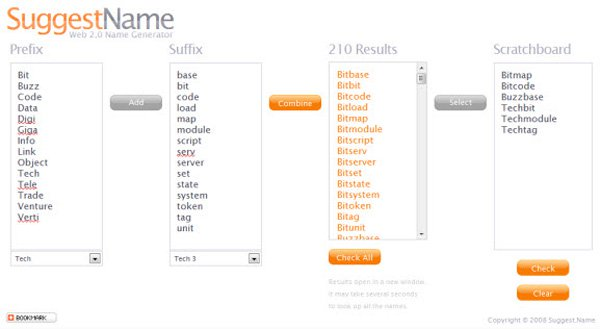 SuggestName
Web 2.0 Name Generator
Prefix
Bit
Buzz
Code
Data
Digi
Giga
Info
Link
Object
Tech
Tele
Trade
Venture
Verti
Tech
Add
Suffix
base
bit
code
load
map
module
script
serv
server
set
state
system
token
tag
unit
Tech 3
Combine
210 Results
Bitbase
Bitbit
Bitcode
Bitload
Bitmap
Bitmodule
Bitscript
Bitserv
Bitserver
Bitset
Bitstate
Bitsystem
Bitoken
Bitag
Bitunit
Buzzbase
Check All
Results open in a new window.
It may take several seconds
to look up all the names.
Select
Scratchboard
Bitmap
Bitcode
Buzzbase
Techbit
Techmodule
Techtag
Check
Clear
BOOKMARK
Copyright © 2008 Suggest.Name